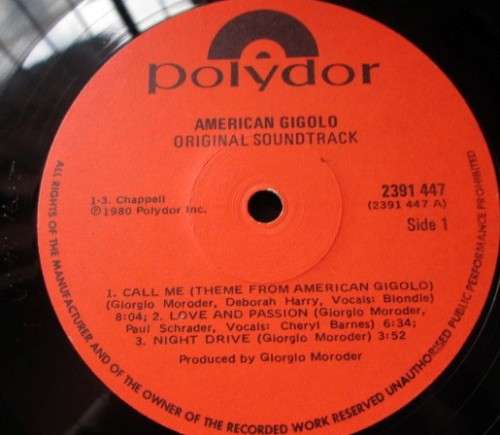 polydor
AMERICAN GIGOLO
ORIGINAL SOUNDTRACK
1-3. Chappell
℗ 1980 Polydor Inc.
2391 447
(2391 447 A)
Side 1
1. CALL ME (THEME FROM AMERICAN GIGOLO)
(Giorgio Moroder, Deborah Harry, Vocals: Blondie)
8:04; 2. LOVE AND PASSION (Giorgio Moroder,
Paul Schrader, Vocals: Cheryl Barnes) 6:34;
3. NIGHT DRIVE (Giorgio Moroder) 3:52
Produced by Giorgio Moroder
ALL RIGHTS OF THE MANUFACTURER AND OF THE OWNER OF THE RECORDED WORK RESERVED UNAUTHORISED PUBLIC PERFORMANCE PROHIBITED